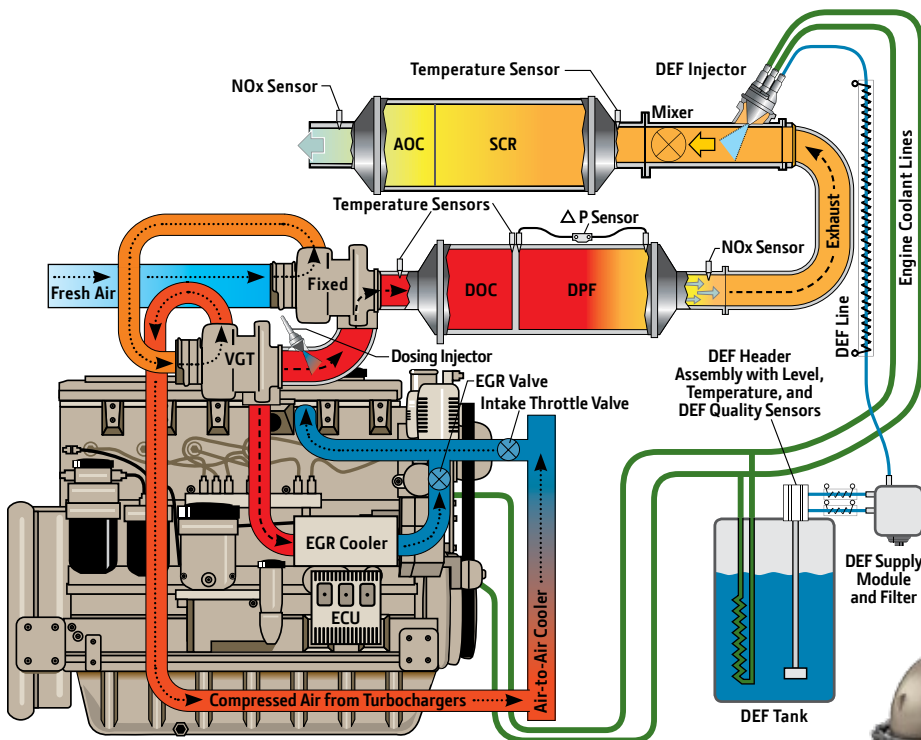 DEF Injector
Temperature Sensor
NOx Sensor
Mixer
AOC
SCR
Temperature Sensors
△ P Sensor
NOx Sensor
Exhaust
DEF Line
Engine Coolant Lines
Fresh Air
Fixed
DOC
DPF
VGT
Dosing Injector
EGR Valve
Intake Throttle Valve
DEF Header
Assembly with Level,
Temperature, and
DEF Quality Sensors
EGR Cooler
ECU
Air-to-Air Cooler
DEF Supply
Module
and Filter
Compressed Air from Turbochargers
DEF Tank